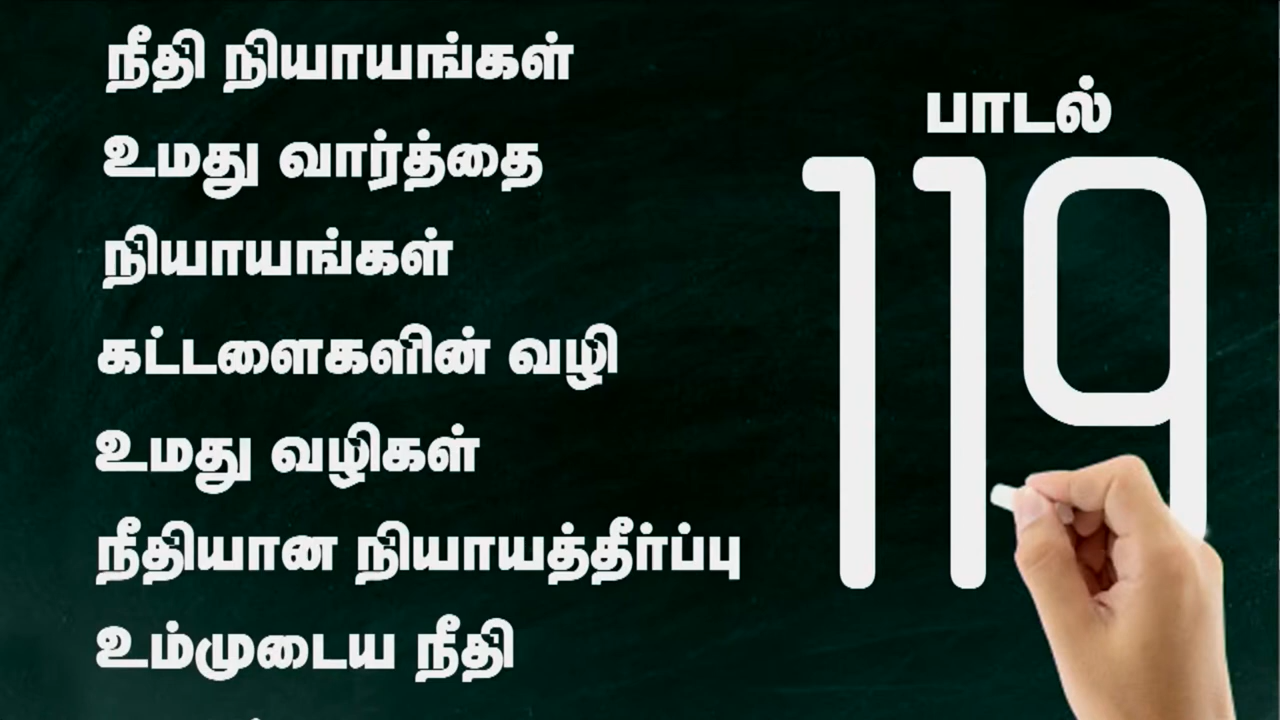 நீதி நியாயங்கள்
உமது வார்த்தை
நியாயங்கள்
கட்டளைகளின் வழி
உமது வழிகள்
நீதியான நியாயத்தீர்ப்பு
உம்முடைய நீதி
பாடல்
119